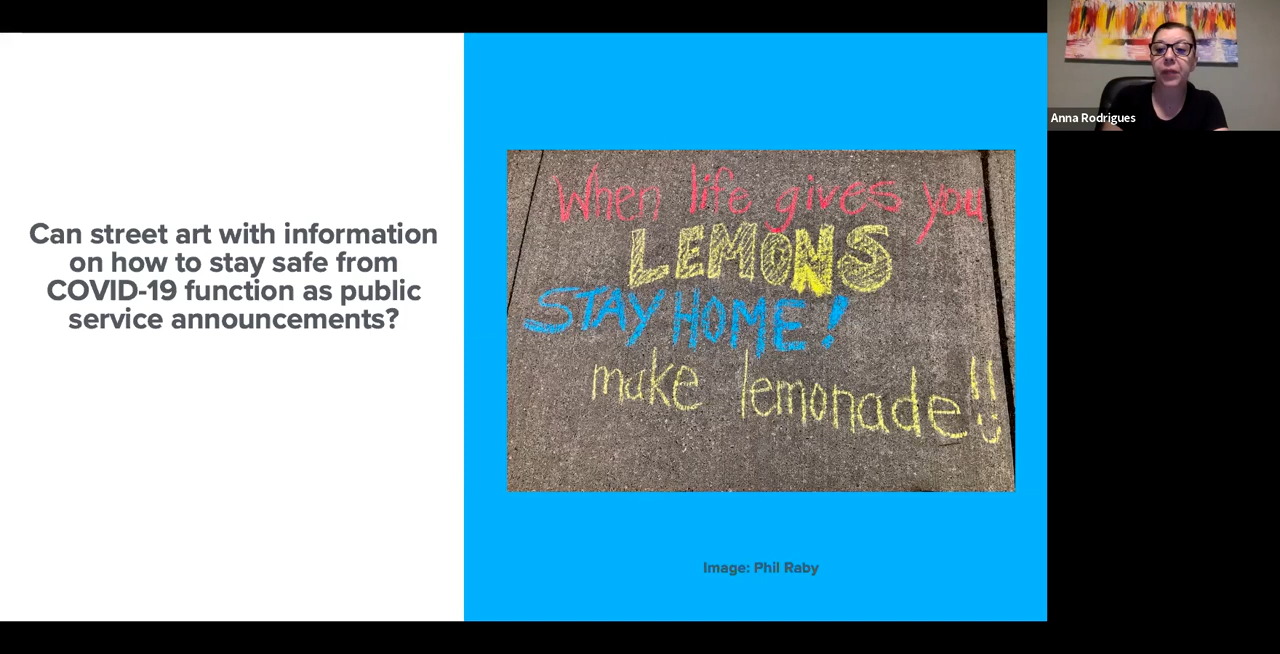 Can street art with information
on how to stay safe from
COVID-19 function as public
service announcements?
When life gives you
LEMONS
STAY HOME!
make lemonade!!
Image: Phil Raby
Anna Rodrigues